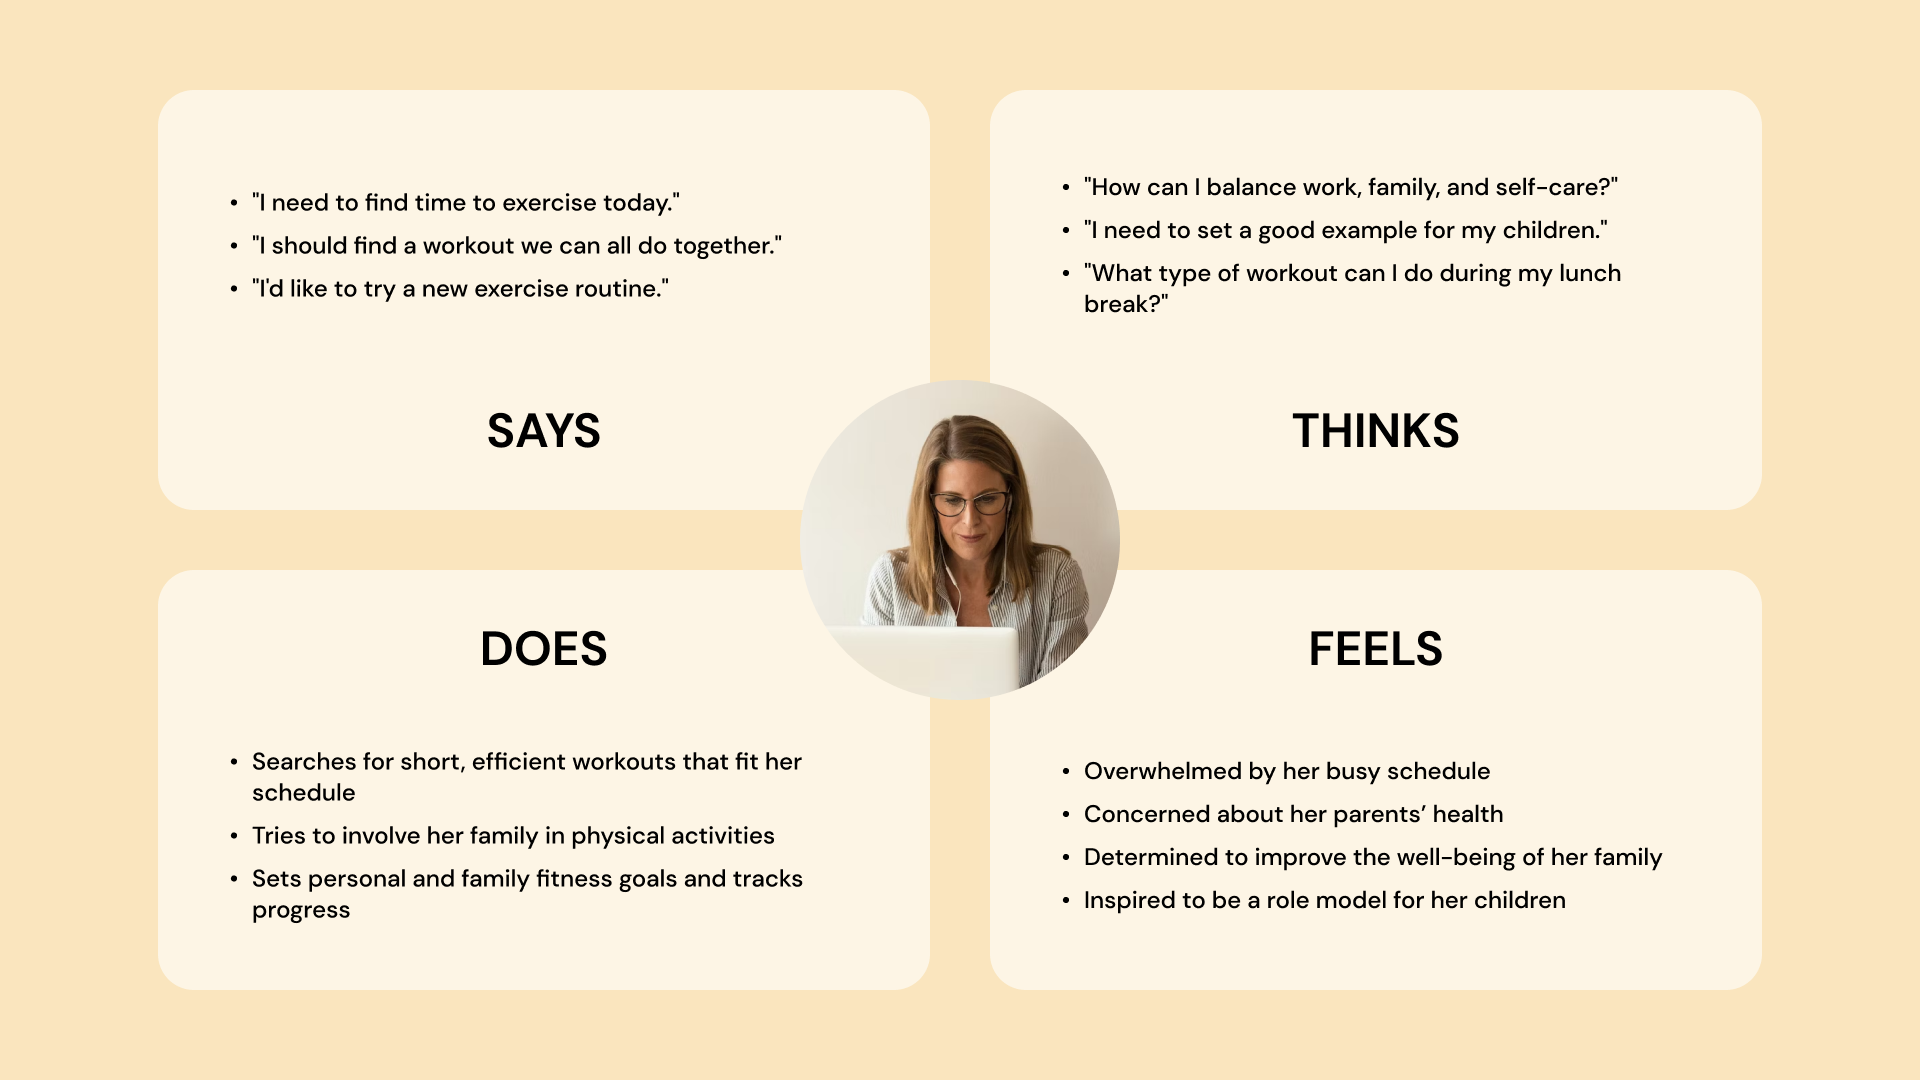 • "I need to find time to exercise today."
• "I should find a workout we can all do together."
• "I'd like to try a new exercise routine."
SAYS
• "How can I balance work, family, and self-care?"
• "I need to set a good example for my children."
• "What type of workout can I do during my lunch
break?"
THINKS
DOES
• Searches for short, efficient workouts that fit her
schedule
• Tries to involve her family in physical activities
• Sets personal and family fitness goals and tracks
progress
FEELS
• Overwhelmed by her busy schedule
• Concerned about her parents’ health
• Determined to improve the well-being of her family
• Inspired to be a role model for her children